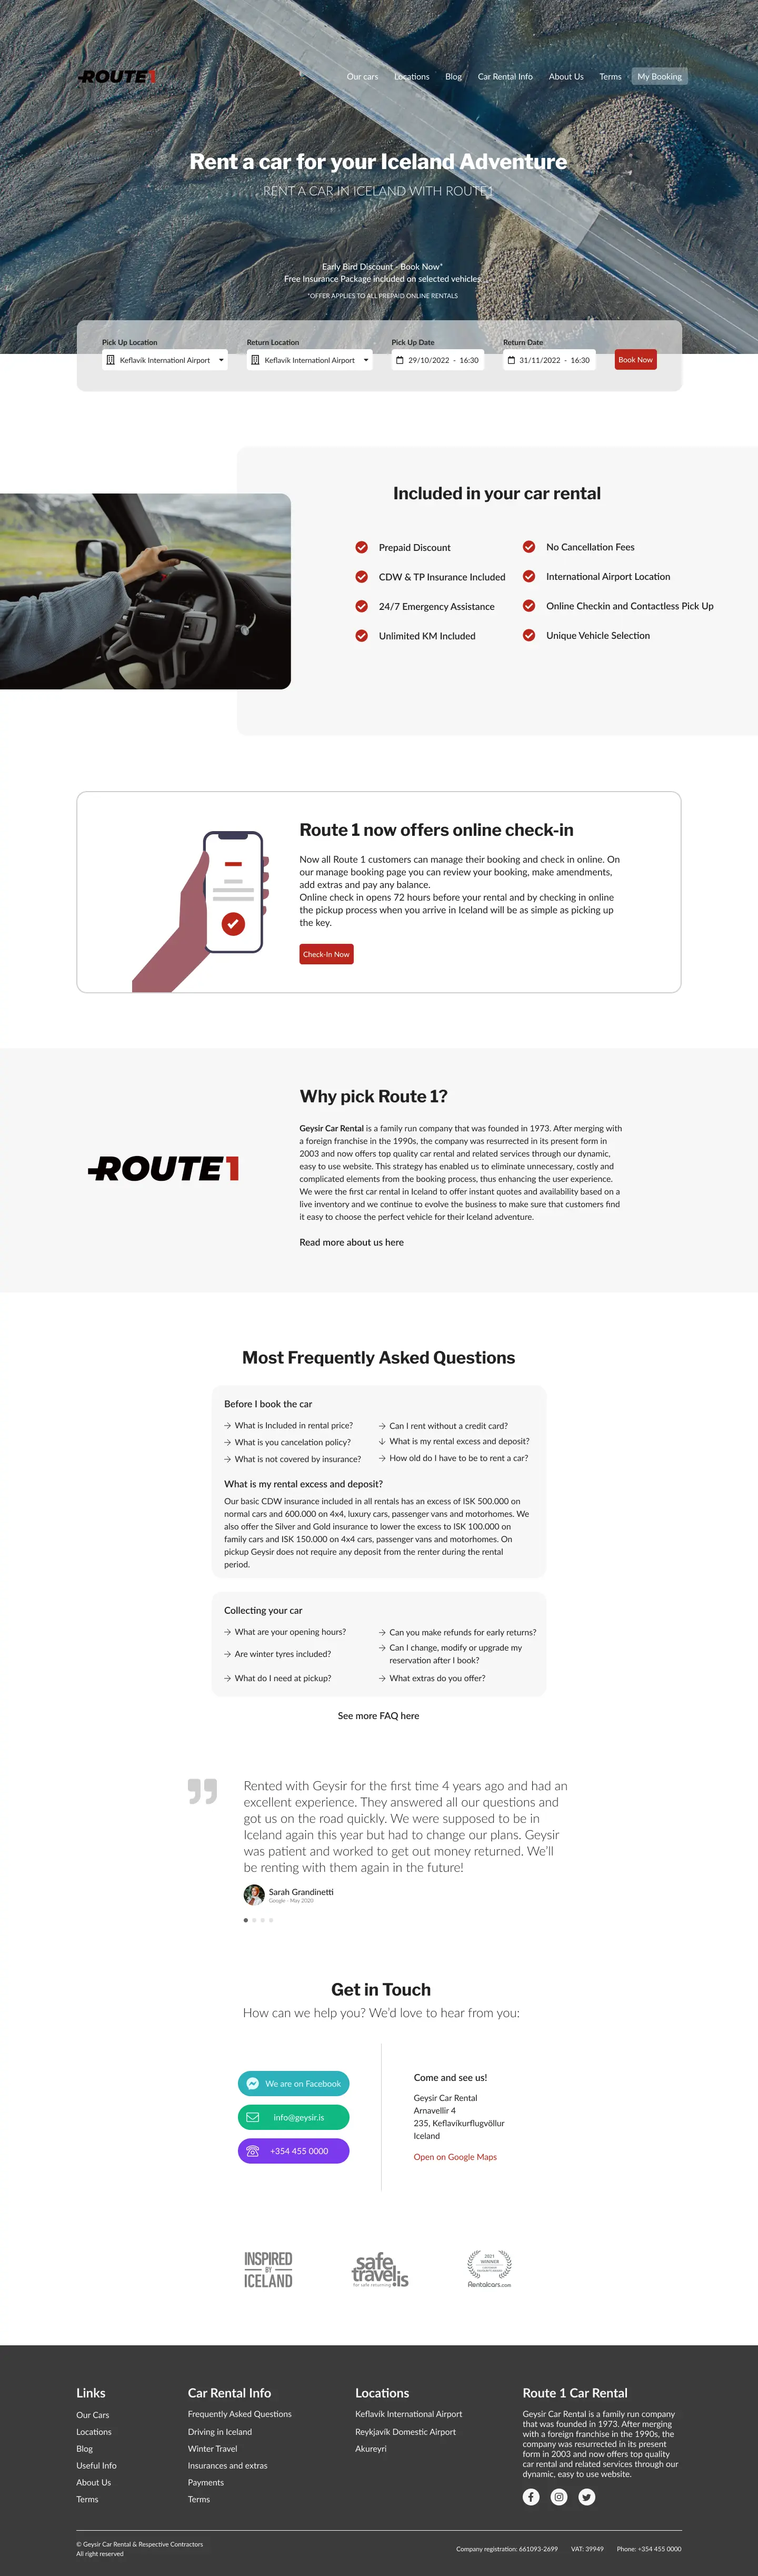 ROUTE1
Our cars
Locations
Blog
Car Rental Info
About Us
Terms
My Booking
Rent a car for your Iceland Adventure
RENT A CAR IN ICELAND WITH ROUTE1
Early Bird Discount - Book Now*
Free Insurance Package included on selected vehicles
*OFFER APPLIES TO ALL PREPAID ONLINE RENTALS
Pick Up Location
Return Location
Pick Up Date
Return Date
Keflavík Internationl Airport
Keflavík Internationl Airport
29/10/2022 - 16:30
31/11/2022 - 16:30
Book Now
Included in your car rental
Prepaid Discount
CDW & TP Insurance Included
24/7 Emergency Assistance
Unlimited KM Included
No Cancellation Fees
International Airport Location
Online Checkin and Contactless Pick Up
Unique Vehicle Selection
Route 1 now offers online check-in
Now all Route 1 customers can manage their booking and check in online. On
our manage booking page you can review your booking, make amendments,
add extras and pay any balance.
Online check in opens 72 hours before your rental and by checking in online
the pickup process when you arrive in Iceland will be as simple as picking up
the key.
Check-In Now
ROUTE1
Why pick Route 1?
Geysir Car Rental is a family run company that was founded in 1973. After merging with
a foreign franchise in the 1990s, the company was resurrected in its present form in
2003 and now offers top quality car rental and related services through our dynamic,
easy to use website. This strategy has enabled us to eliminate unnecessary, costly and
complicated elements from the booking process, thus enhancing the user experience.
We were the first car rental in Iceland to offer instant quotes and availability based on a
live inventory and we continue to evolve the business to make sure that customers find
it easy to choose the perfect vehicle for their Iceland adventure.
Read more about us here
Most Frequently Asked Questions
Before I book the car
What is Included in rental price?
What is you cancelation policy?
What is not covered by insurance?
Can I rent without a credit card?
What is my rental excess and deposit?
How old do I have to be to rent a car?
What is my rental excess and deposit?
Our basic CDW insurance included in all rentals has an excess of ISK 500.000 on
normal cars and 600.000 on 4x4, luxury cars, passenger vans and motorhomes. We
also offer the Silver and Gold insurance to lower the excess to ISK 100.000 on
family cars and ISK 150.000 on 4x4 cars, passenger vans and motorhomes. On
pickup Geysir does not require any deposit from the renter during the rental
period.
Collecting your car
What are your opening hours?
Are winter tyres included?
What do I need at pickup?
Can you make refunds for early returns?
Can I change, modify or upgrade my
reservation after I book?
What extras do you offer?
See more FAQ here
Rented with Geysir for the first time 4 years ago and had an
excellent experience. They answered all our questions and
got us on the road quickly. We were supposed to be in
Iceland again this year but had to change our plans. Geysir
was patient and worked to get out money returned. We'll
be renting with them again in the future!
Sarah Grandinetti
Google - May 2020
Get in Touch
How can we help you? We'd love to hear from you:
We are on Facebook
info@geysir.is
+354 455 0000
Come and see us!
Geysir Car Rental
Arnavellir 4
235, Keflavíkurflugvöllur
Iceland
Open on Google Maps
INSPIRED
BY
ICELAND
safe
travel.is
for safe returning
2021
WINNER
Rentalcars.com
Links
Our Cars
Locations
Blog
Useful Info
About Us
Terms
Car Rental Info
Frequently Asked Questions
Driving in Iceland
Winter Travel
Insurances and extras
Payments
Terms
Locations
Keflavík International Airport
Reykjavík Domestic Airport
Akureyri
Route 1 Car Rental
Geysir Car Rental is a family run company
that was founded in 1973. After merging
with a foreign franchise in the 1990s, the
company was resurrected in its present
form in 2003 and now offers top quality
car rental and related services through our
dynamic, easy to use website.
© Geysir Car Rental & Respective Contractors
All right reserved
Company registration: 661093-2699
VAT: 39949
Phone: +354 455 0000